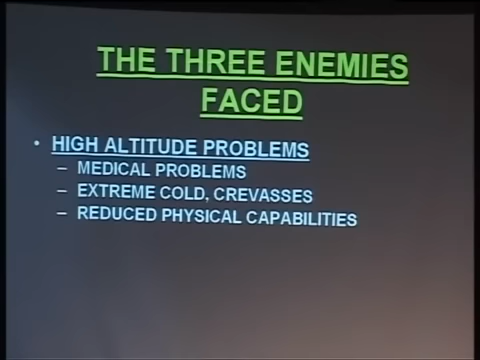 THE THREE ENEMIES
FACED
• HIGH ALTITUDE PROBLEMS
– MEDICAL PROBLEMS
– EXTREME COLD, CREVASSES
– REDUCED PHYSICAL CAPABILITIES